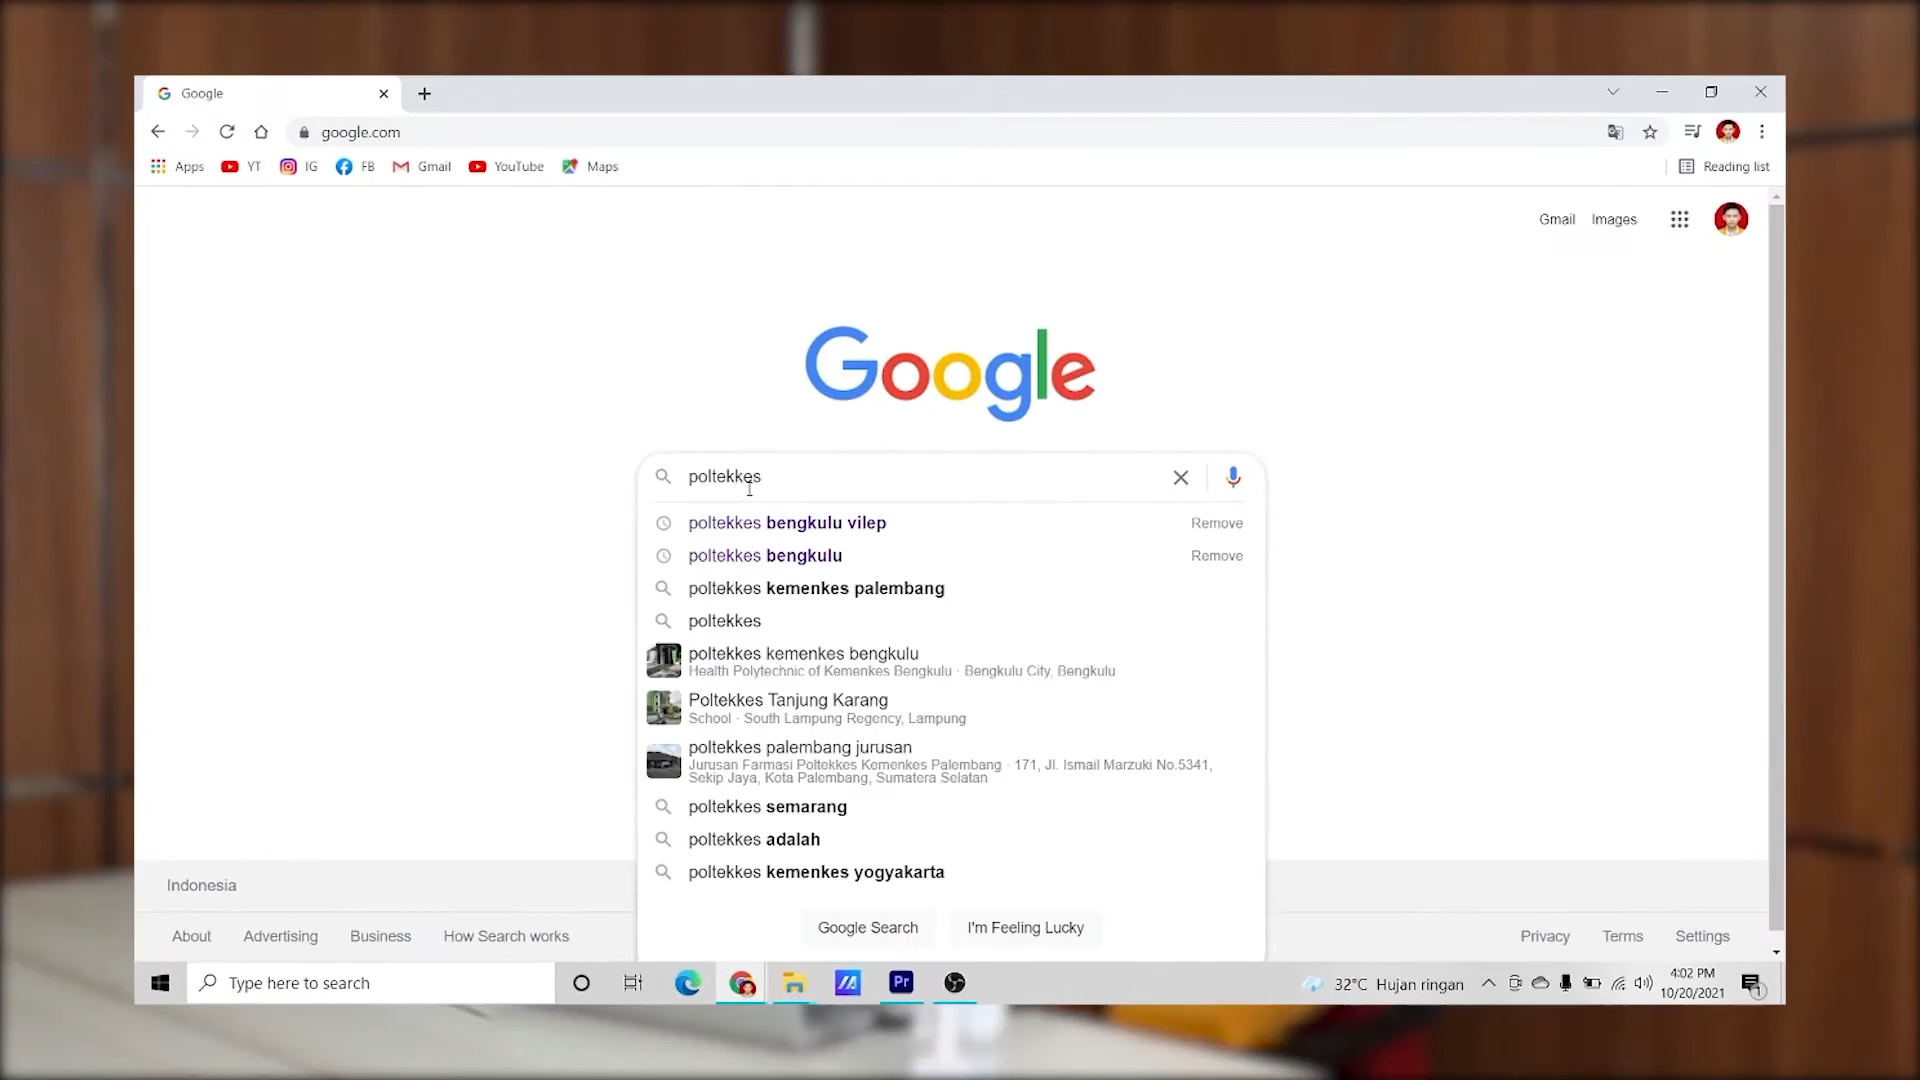 Google
google.com
Apps YT IG FB Gmail YouTube Maps Reading list
Gmail Images
Google
poltekkes
poltekkes bengkulu vilep Remove
poltekkes bengkulu Remove
poltekkes kemenkes palembang
poltekkes
poltekkes kemenkes bengkulu
Health Polytechnic of Kemenkes Bengkulu · Bengkulu City, Bengkulu
Poltekkes Tanjung Karang
School · South Lampung Regency, Lampung
poltekkes palembang jurusan
Jurusan Farmasi Poltekkes Kemenkes Palembang · 171, Jl. Ismail Marzuki No.5341,
Sekip Jaya, Kota Palembang, Sumatera Selatan
poltekkes semarang
poltekkes adalah
poltekkes kemenkes yogyakarta
Google Search I'm Feeling Lucky
Indonesia
About Advertising Business How Search works Privacy Terms Settings
Type here to search
Pr
32°C Hujan ringan
4:02 PM
10/20/2021
1